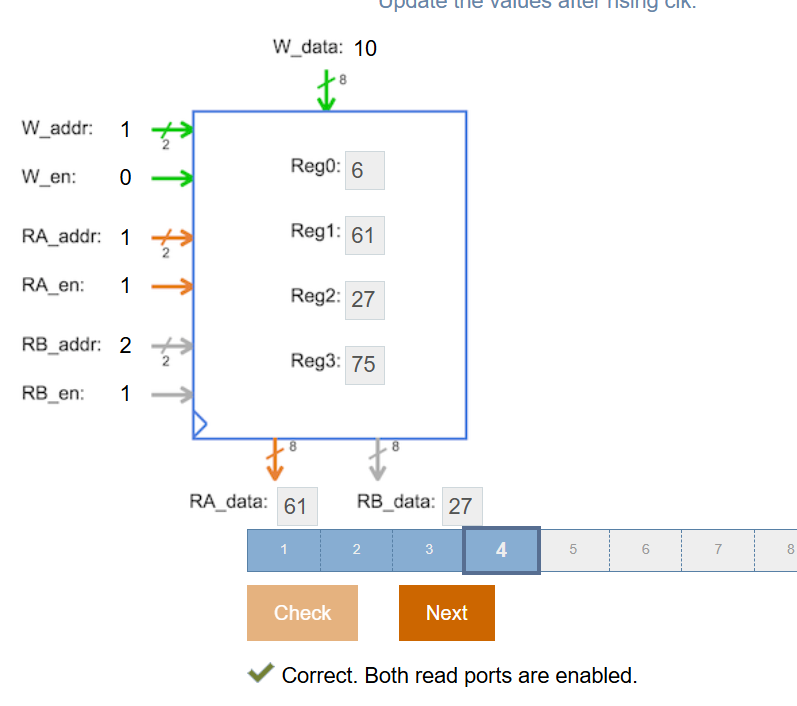 Update the values after rising clk.
W_data: 10
8
W_addr: 1
2
W_en: 0
Reg0: 6
Reg1: 61
RA_addr: 1
2
RA_en: 1
Reg2: 27
RB_addr: 2
2
Reg3: 75
RB_en: 1
8 8
RA_data: 61 RB_data: 27
1 2 3 4 5 6 7 8
Check Next
Correct. Both read ports are enabled.